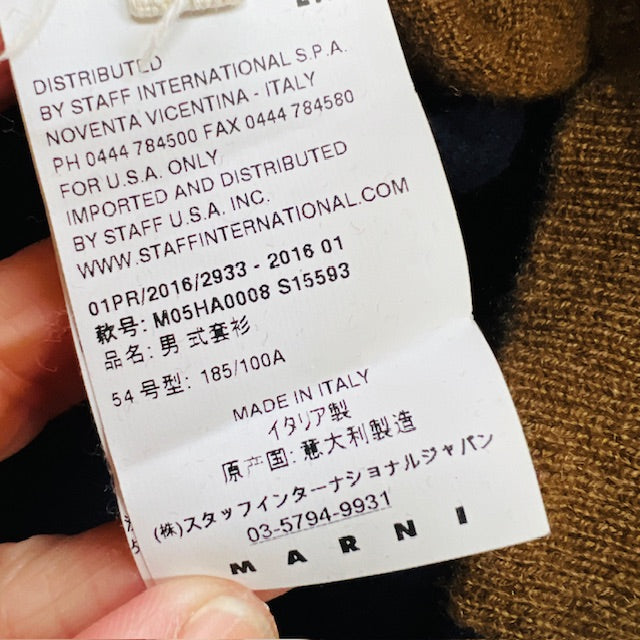 DISTRIBUTED
BY STAFF INTERNATIONAL S.P.A.
NOVENTA VICENTINA - ITALY
PH 0444 784500 FAX 0444 784580
FOR U.S.A. ONLY
IMPORTED AND DISTRIBUTED
BY STAFF U.S.A. INC.
WWW.STAFFINTERNATIONAL.COM
01PR/2016/2933 - 2016 01
款号: M05HA0008 S15593
品名: 男 式套衫
54 号型: 185/100A
MADE IN ITALY
イタリア製
原产国: 意大利製造
(株)スタッフインターナショナルジャパン
03-5794-9931
MARNI